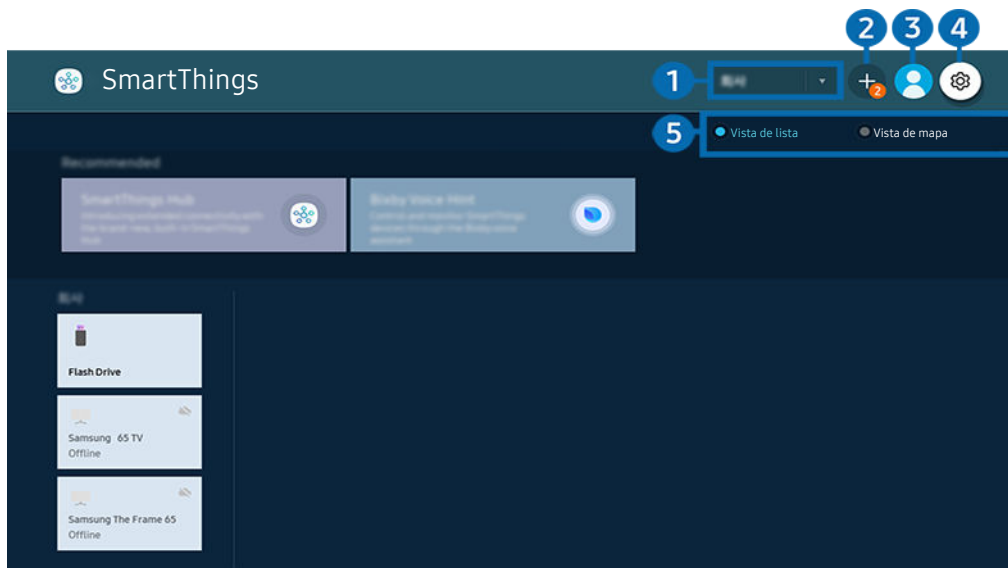 2 3 4
SmartThings
1
2
5
Vista de lista
Vista de mapa
Recommended
SmartThings Hub
Bixby Voice Hint
Flash Drive
Samsung 65 TV
Offline
Samsung The Frame 65
Offline